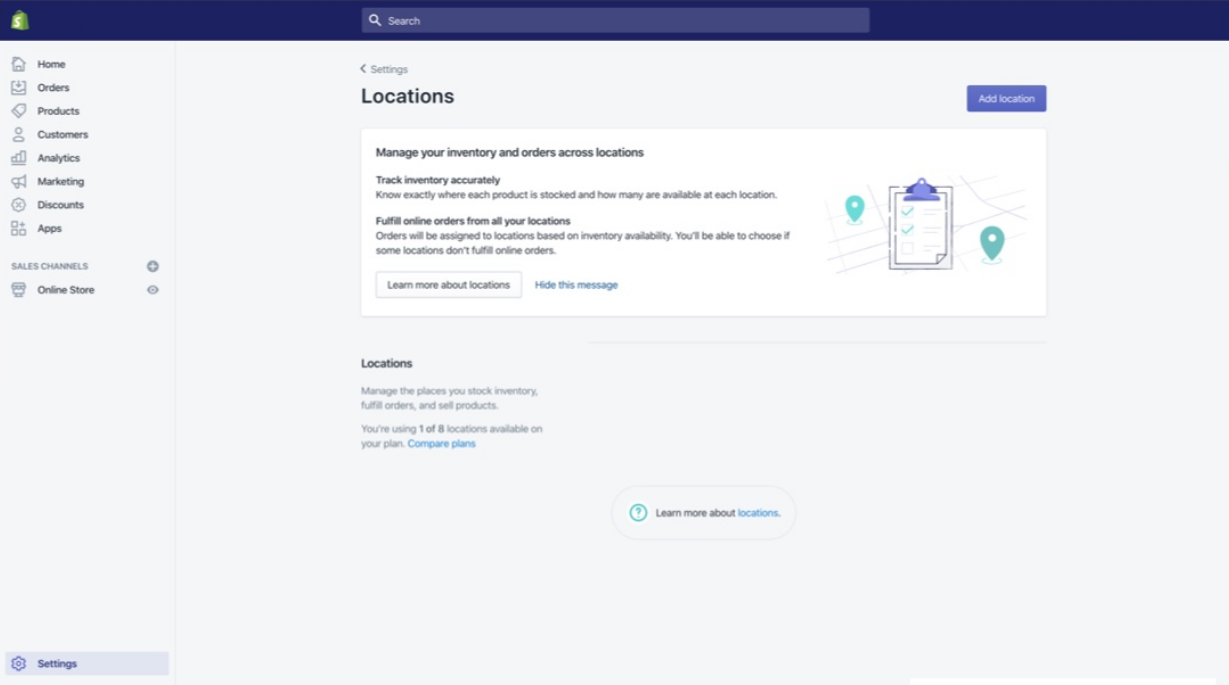 Search
Home
Orders
Products
Customers
Analytics
Marketing
Discounts
Apps
SALES CHANNELS
Online Store
Settings
Settings
Locations
Add location
Manage your inventory and orders across locations
Track inventory accurately
Know exactly where each product is stocked and how many are available at each location.
Fulfill online orders from all your locations
Orders will be assigned to locations based on inventory availability. You'll be able to choose if
some locations don't fulfill online orders.
Learn more about locations
Hide this message
Locations
Manage the places you stock inventory,
fulfill orders, and sell products.
You're using 1 of 8 locations available on
your plan. Compare plans
Learn more about locations.